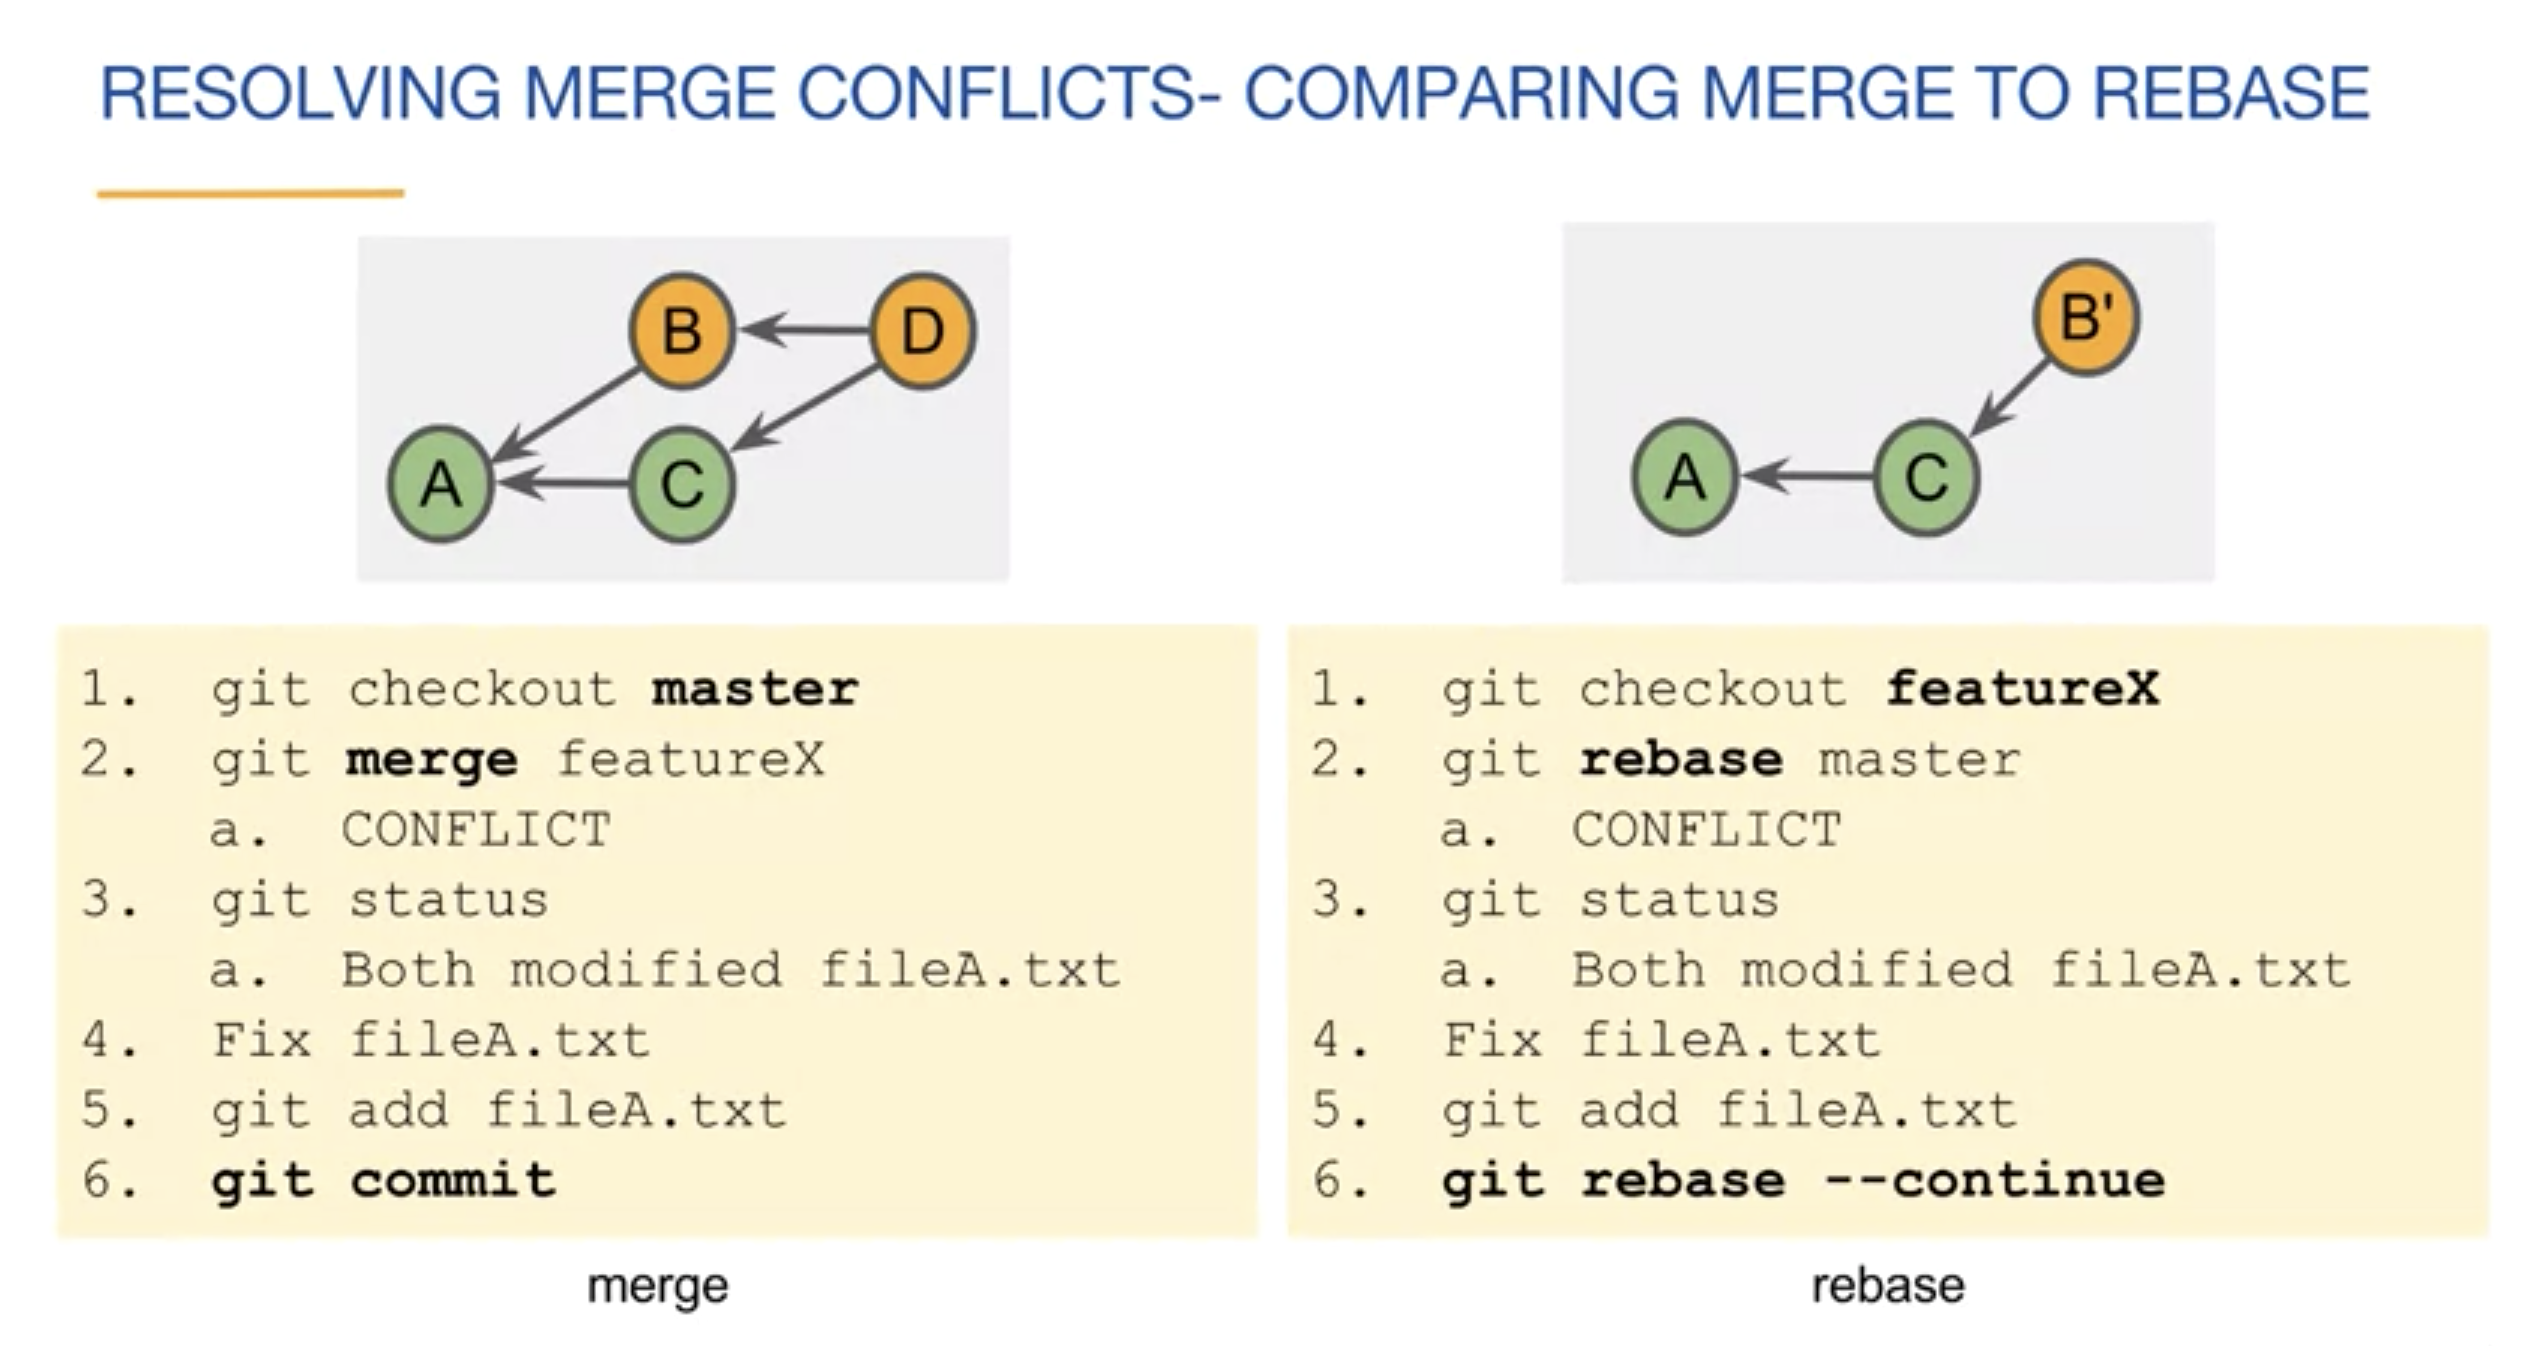 RESOLVING MERGE CONFLICTS- COMPARING MERGE TO REBASE
B
D
A
C
B'
A
C
1. git checkout master
2. git merge featureX
a. CONFLICT
3. git status
a. Both modified fileA.txt
4. Fix fileA.txt
5. git add fileA.txt
6. git commit
merge
1. git checkout featureX
2. git rebase master
a. CONFLICT
3. git status
a. Both modified fileA.txt
4. Fix fileA.txt
5. git add fileA.txt
6. git rebase --continue
rebase